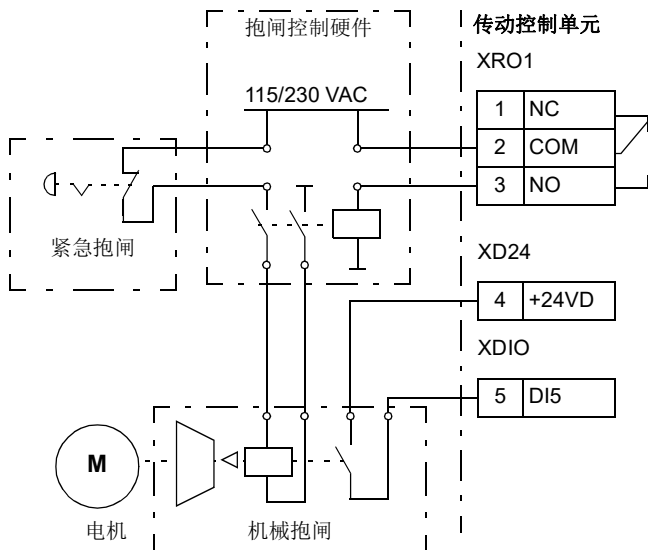 抱闸控制硬件
传动控制单元
XRO1
115/230 VAC
1 NC
2 COM
3 NO
紧急抱闸
XD24
4 +24VD
XDIO
5 DI5
M
电机
机械抱闸